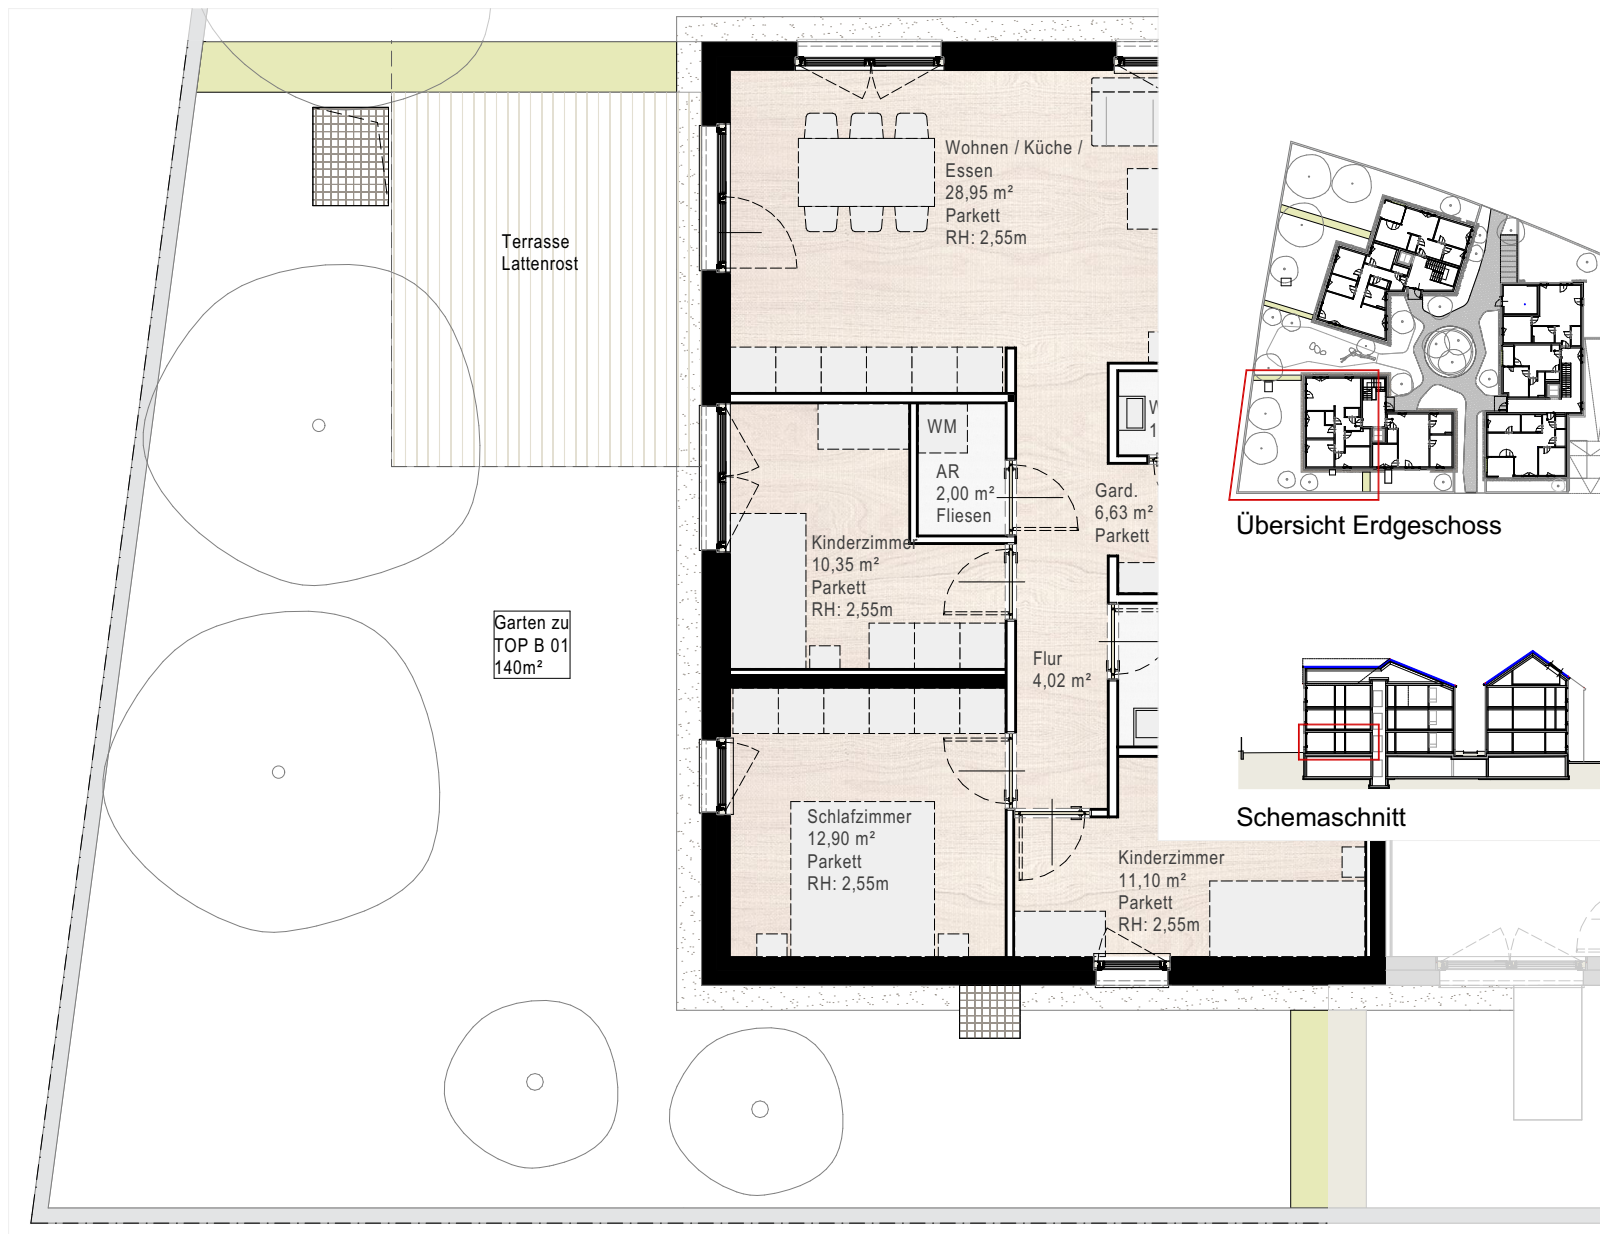 Wohnen / Küche /
Essen
28,95 m²
Parkett
RH: 2,55m
Terrasse
Lattenrost
WM
AR
2,00 m²
Fliesen
Gard.
6,63 m²
Parkett
Kinderzimmer
10,35 m²
Parkett
RH: 2,55m
Garten zu
TOP B 01
140m²
Flur
4,02 m²
Schlafzimmer
12,90 m²
Parkett
RH: 2,55m
Kinderzimmer
11,10 m²
Parkett
RH: 2,55m
Übersicht Erdgeschoss
Schemaschnitt